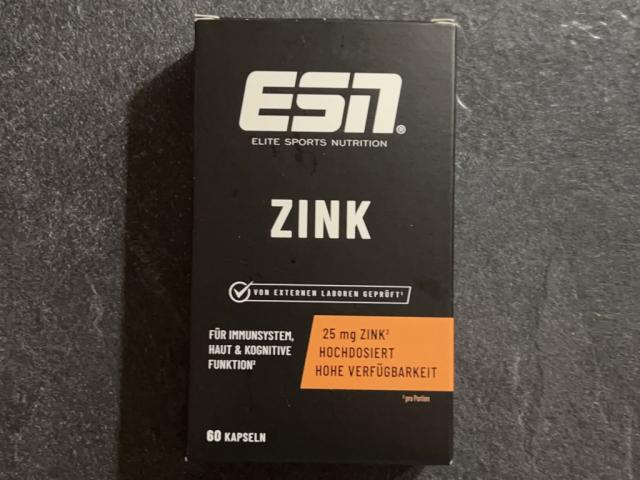 ESN®
ELITE SPORTS NUTRITION
ZINK
VON EXTERNEN LABOREN GEPRÜFT¹
FÜR IMMUNSYSTEM,
HAUT & KOGNITIVE
FUNKTION²
25 mg ZINK³
HOCHDOSIERT
HOHE VERFÜGBARKEIT
³pro Portion
60 KAPSELN